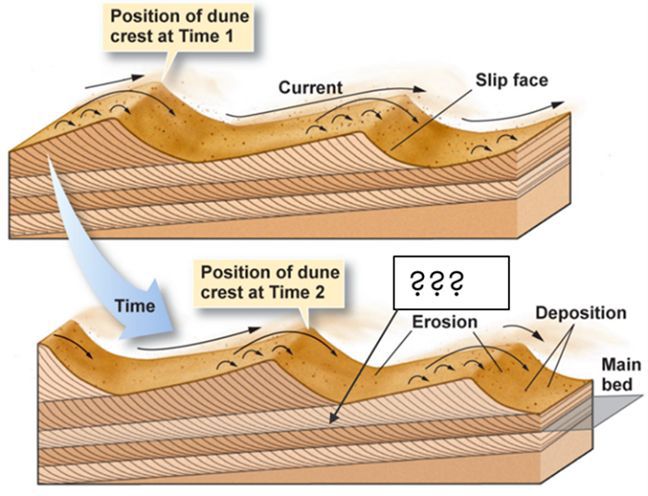 Position of dune
crest at Time 1
Current
Slip face
Time
Position of dune
crest at Time 2
???
Erosion
Deposition
Main
bed